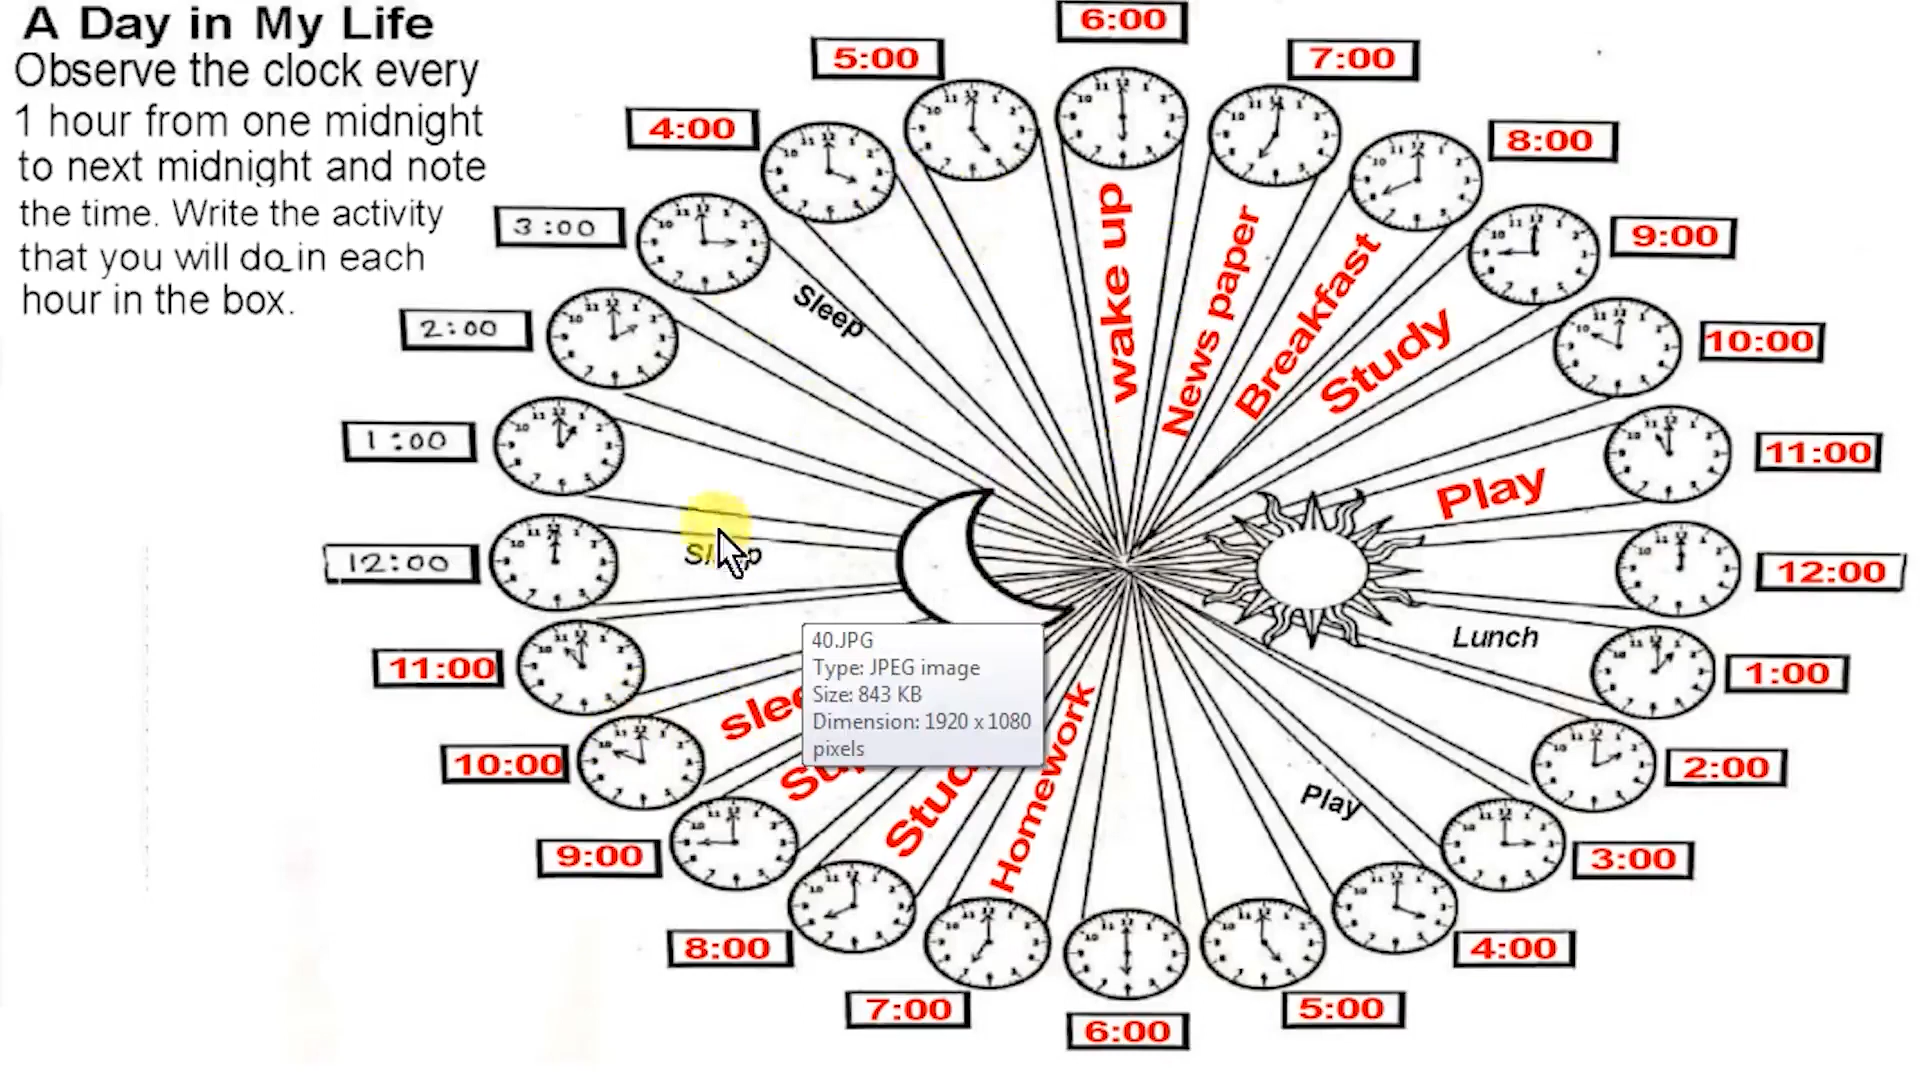 A Day in My Life
Observe the clock every
1 hour from one midnight
to next midnight and note
the time. Write the activity
that you will do in each
hour in the box.
6:00
5:00
7:00
4:00
8:00
3:00
9:00
2:00
10:00
1:00
11:00
12:00
12:00
11:00
1:00
10:00
2:00
9:00
3:00
8:00
4:00
7:00
5:00
6:00
wake up
News paper
Breakfast
Study
Play
Lunch
Play
Homework
Sleep
40.JPG
Type: JPEG image
Size: 843 KB
Dimension: 1920 x 1080
pixels